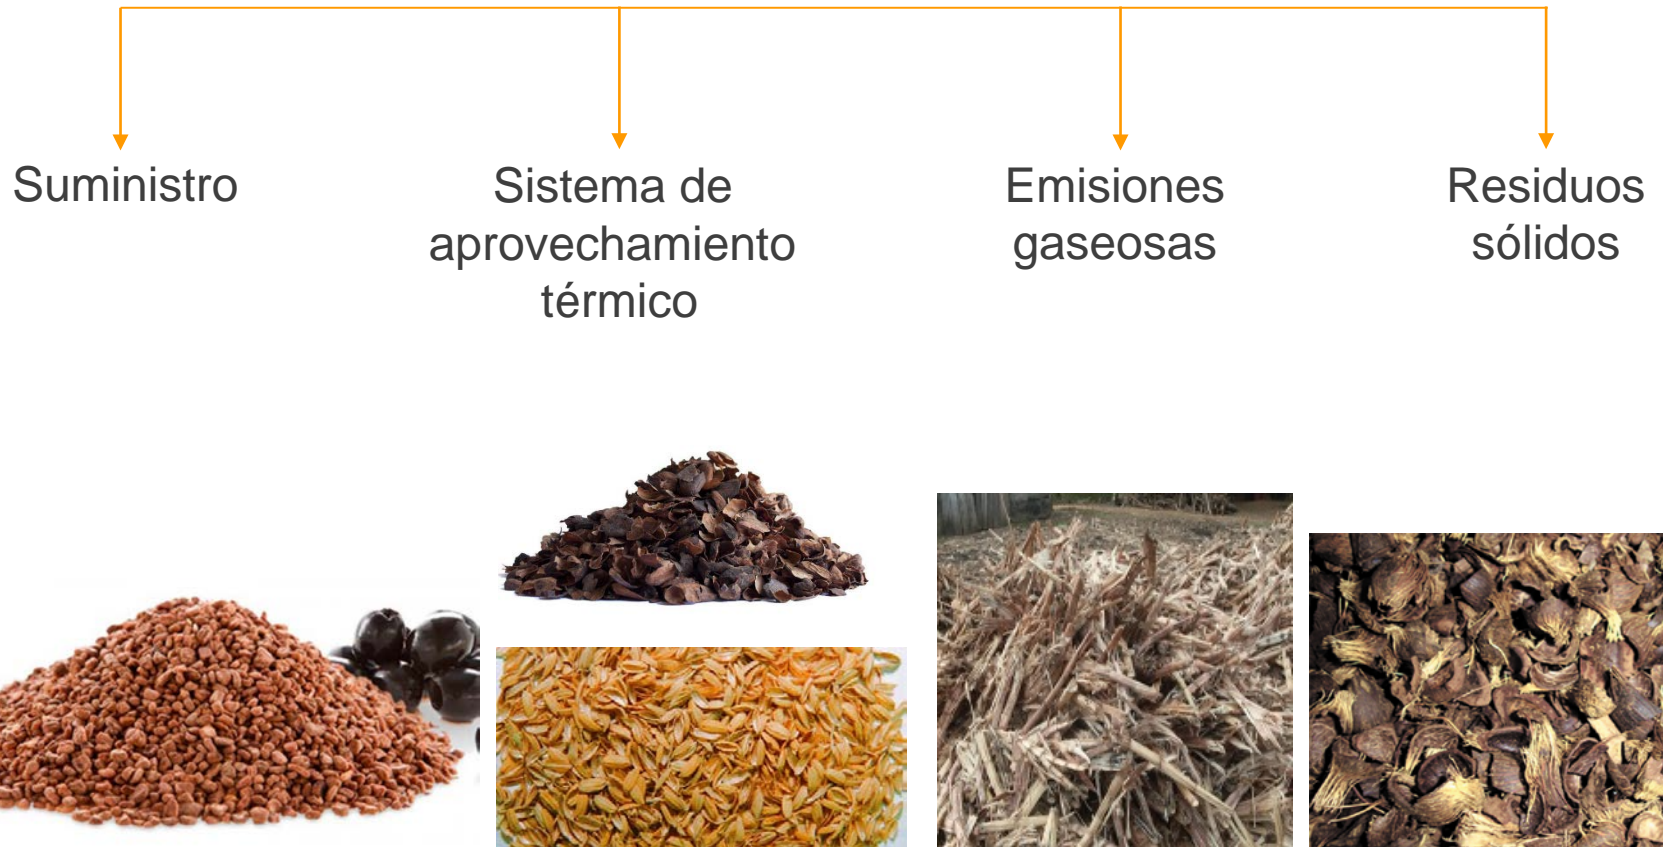 Suministro
Sistema de
aprovechamiento
térmico
Emisiones
gaseosas
Residuos
sólidos